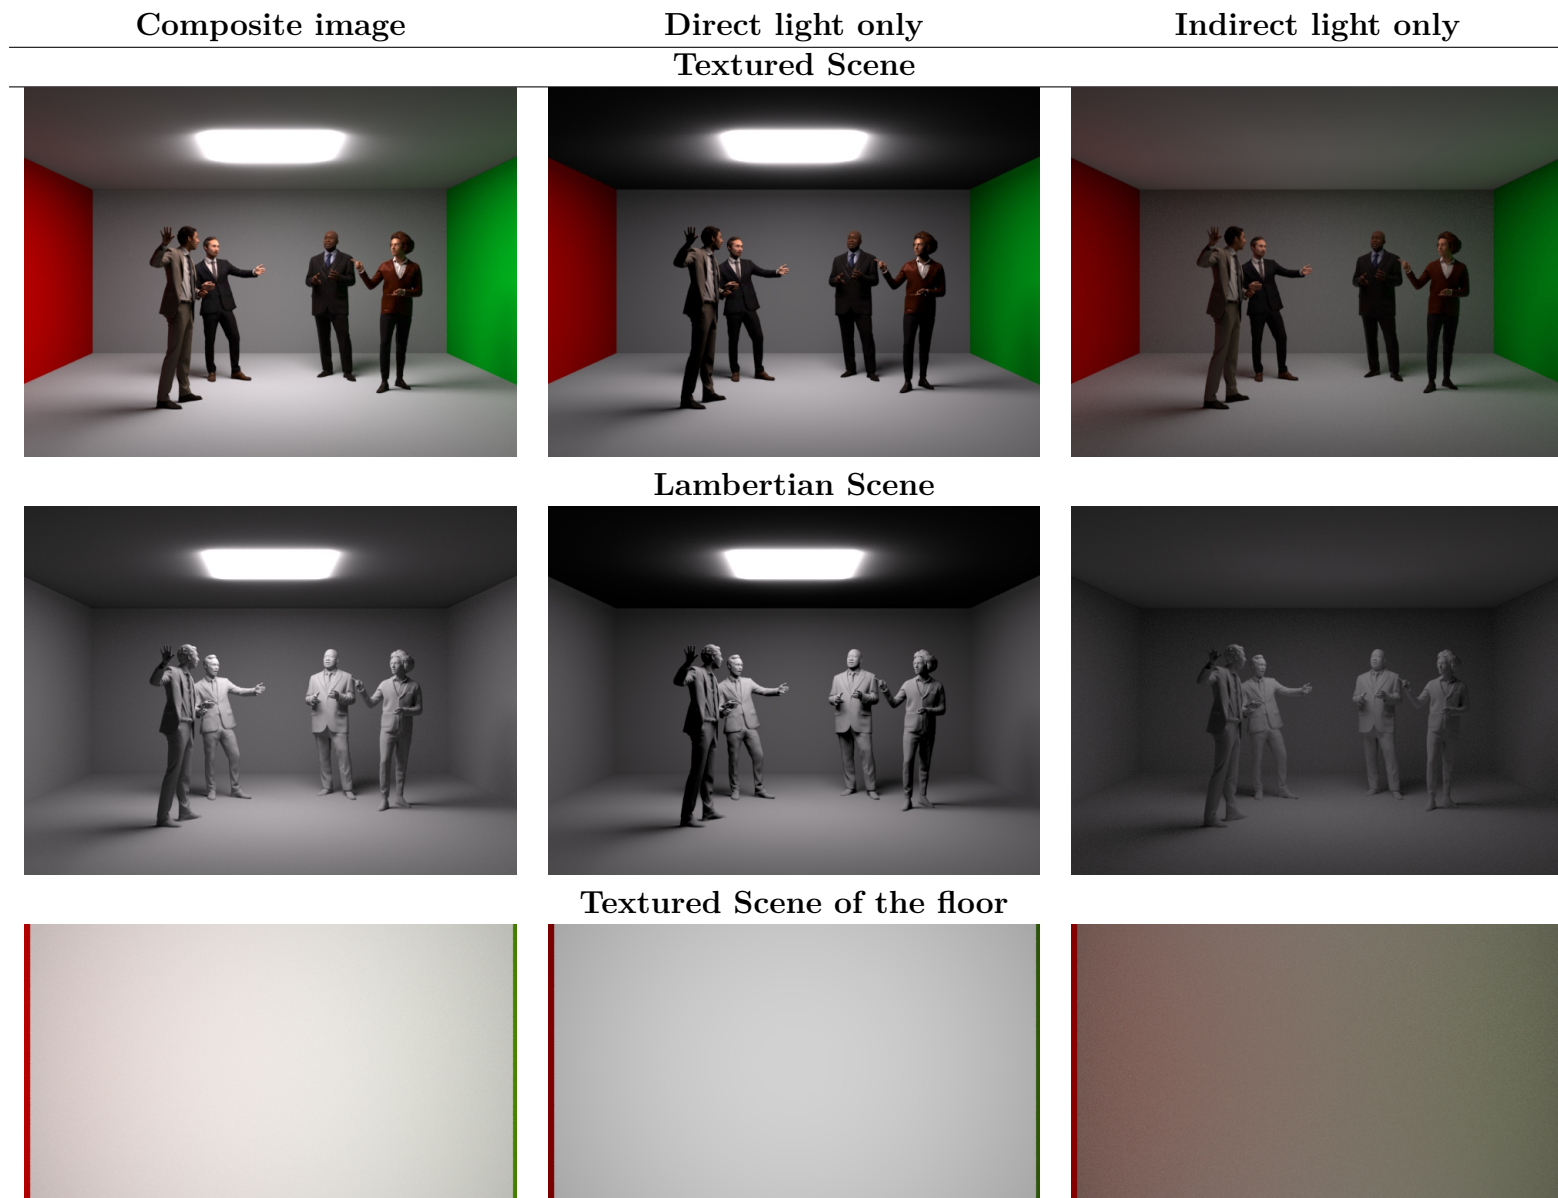 Composite image Direct light only Indirect light only
Textured Scene
Lambertian Scene
Textured Scene of the floor